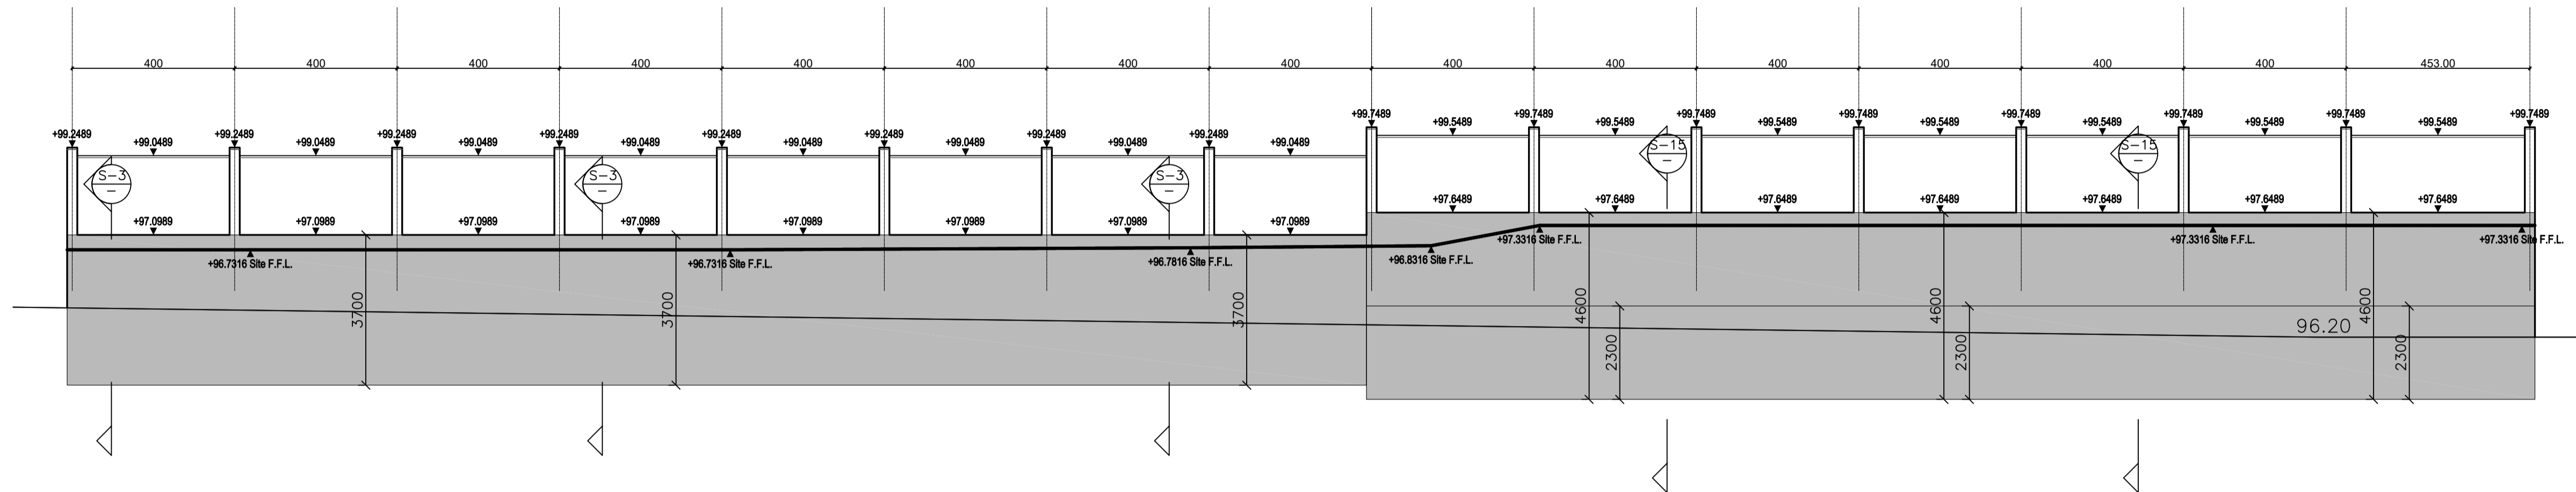 400 400 400 400 400 400 400 400 400 400 400 400 400 400 453.00
+99.7489 +99.7489 +99.7489 +99.7489 +99.7489 +99.7489 +99.7489 +99.7489
+99.5489 +99.5489 +99.5489 +99.5489 +99.5489 +99.5489 +99.5489
+99.2489 +99.2489 +99.2489 +99.2489 +99.2489 +99.2489 +99.2489 +99.2489
+99.0489 +99.0489 +99.0489 +99.0489 +99.0489 +99.0489 +99.0489 +99.0489
S-15 S-15
S-3 S-3 S-3
+97.6489 +97.6489 +97.6489 +97.6489 +97.6489 +97.6489 +97.6489
+97.0989 +97.0989 +97.0989 +97.0989 +97.0989 +97.0989 +97.0989 +97.0989
+97.3316 Site F.F.L. +97.3316 Site F.F.L. +97.3316 Site F.F.L.
+96.7316 Site F.F.L. +96.7316 Site F.F.L. +96.7816 Site F.F.L. +96.8316 Site F.F.L.
3700 3700 3700 4600 4600 4600
96.20
2300 2300 2300